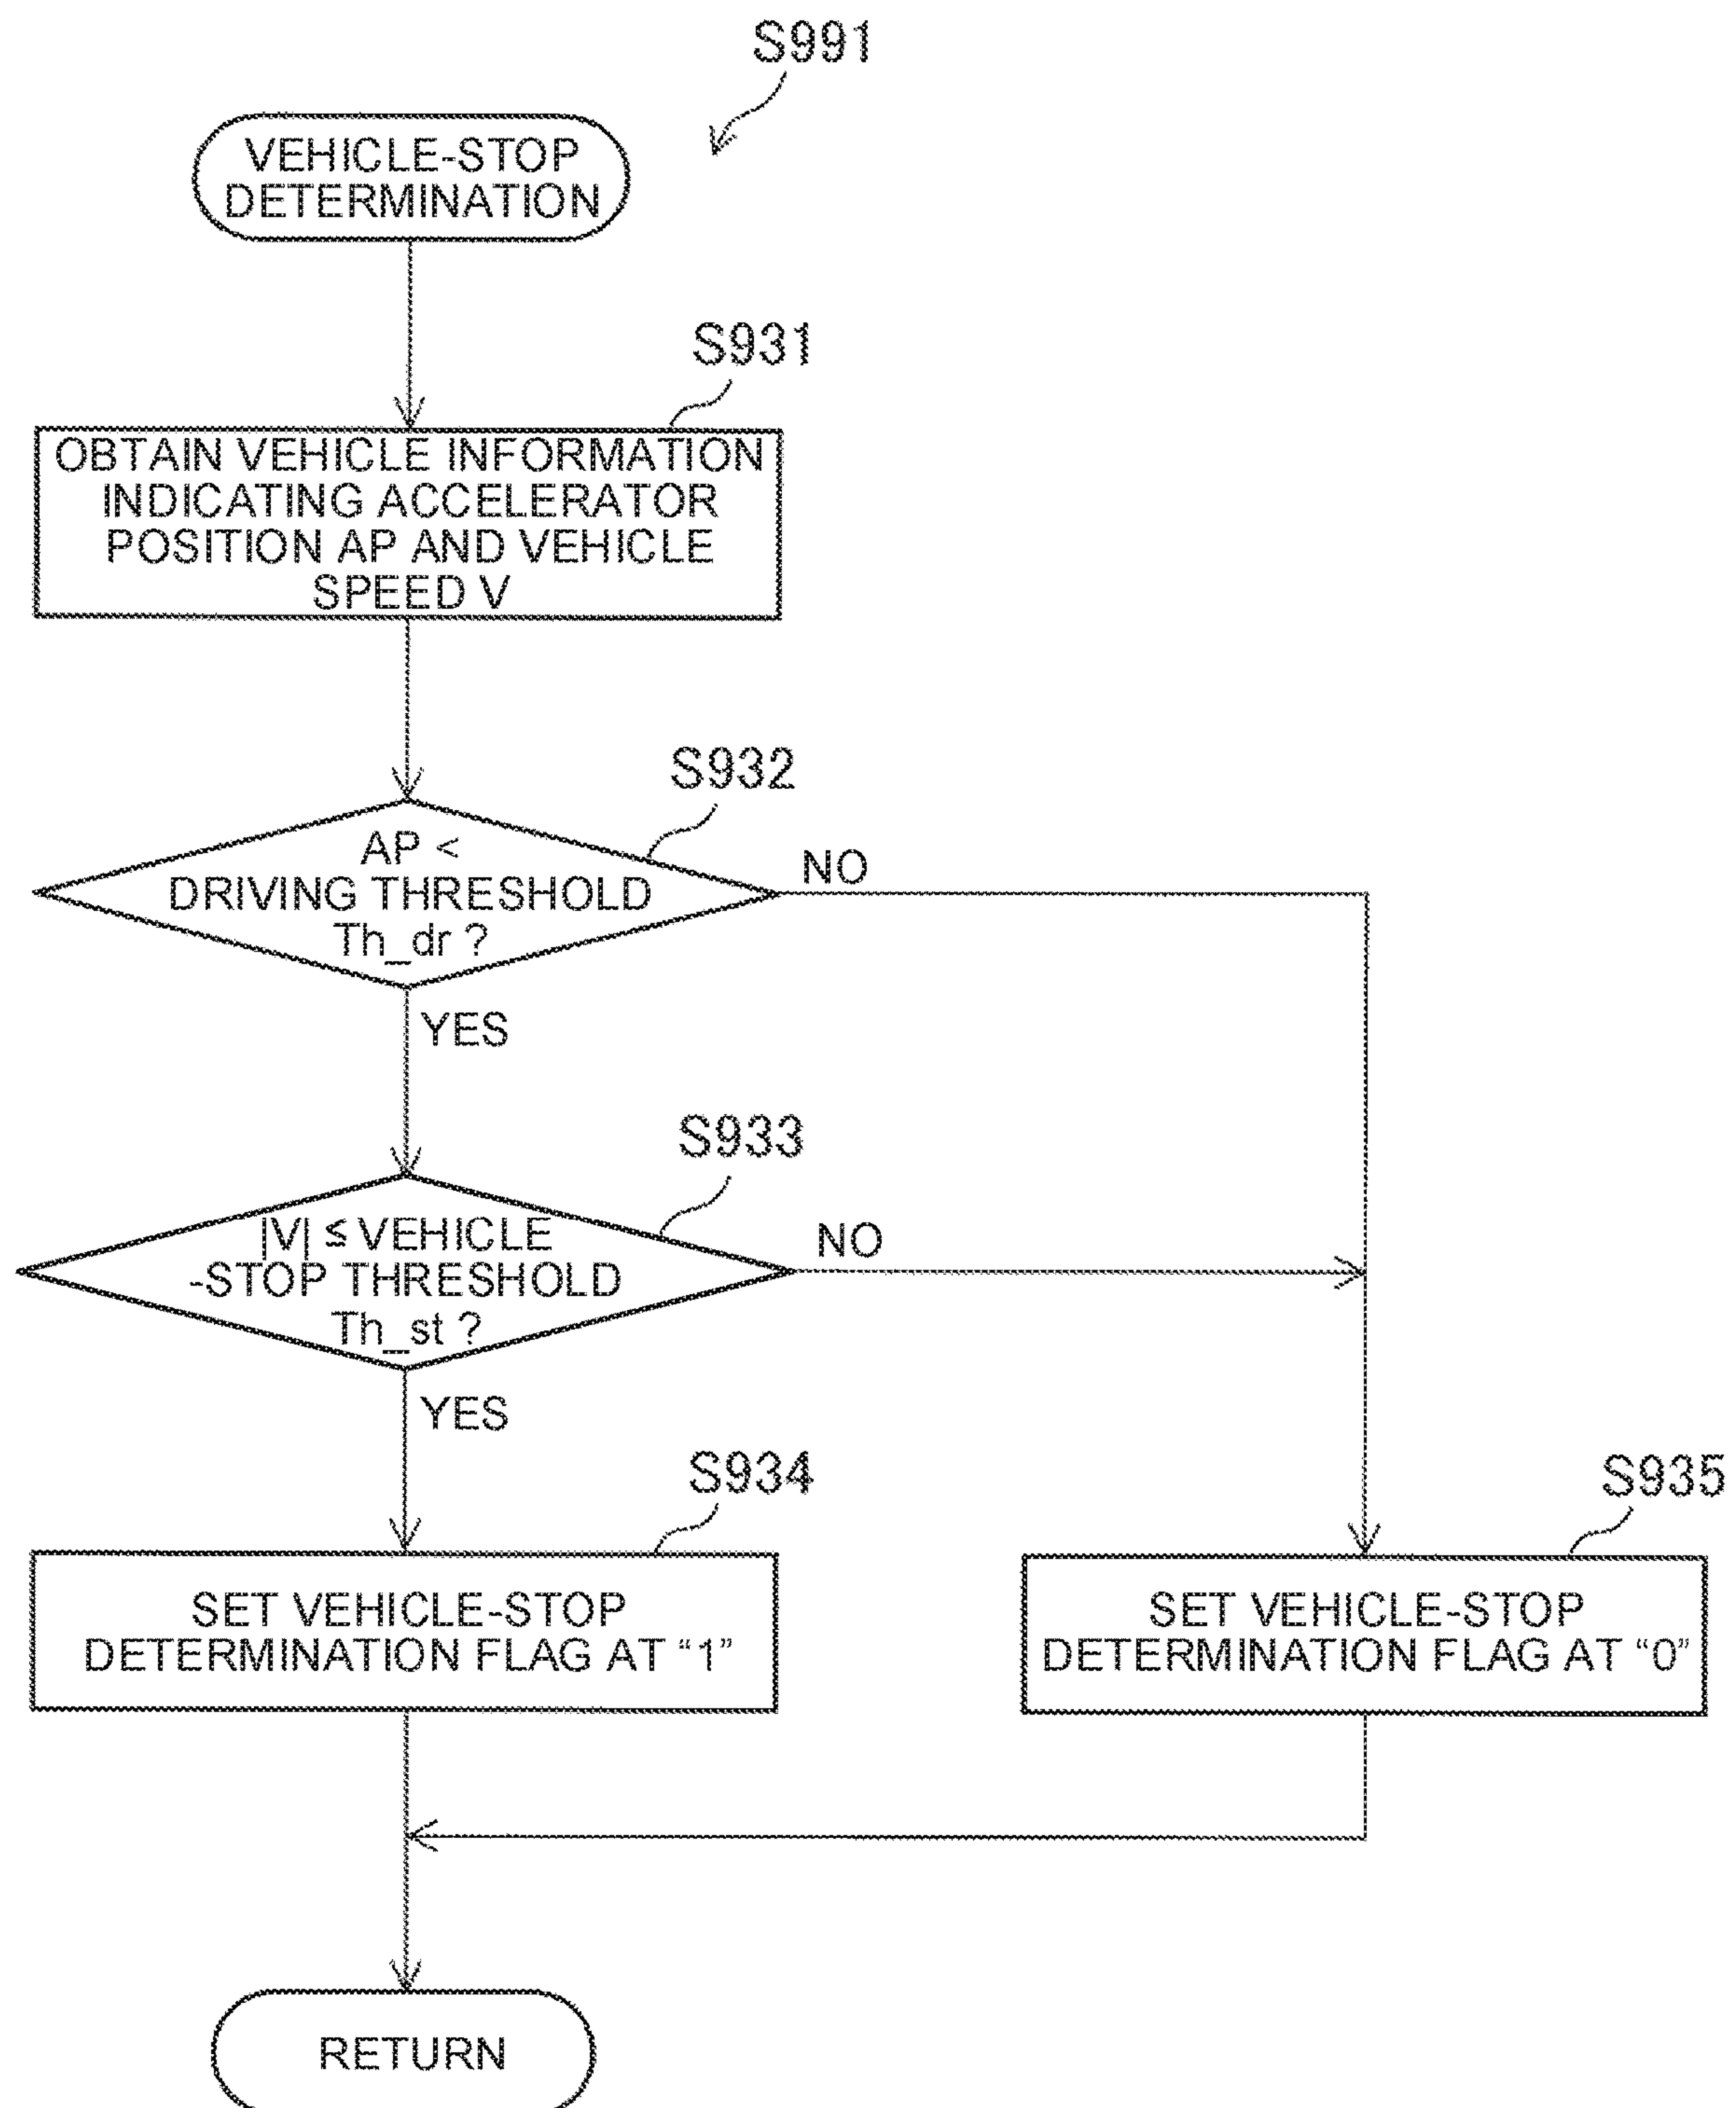 S991
VEHICLE-STOP
DETERMINATION
S931
OBTAIN VEHICLE INFORMATION
INDICATING ACCELERATOR
POSITION AP AND VEHICLE
SPEED V
S932
AP <
DRIVING THRESHOLD
Th_dr ?
NO
YES
S933
|V| ≦ VEHICLE
-STOP THRESHOLD
Th_st ?
NO
YES
S934
SET VEHICLE-STOP
DETERMINATION FLAG AT “1”
S935
SET VEHICLE-STOP
DETERMINATION FLAG AT “0”
RETURN